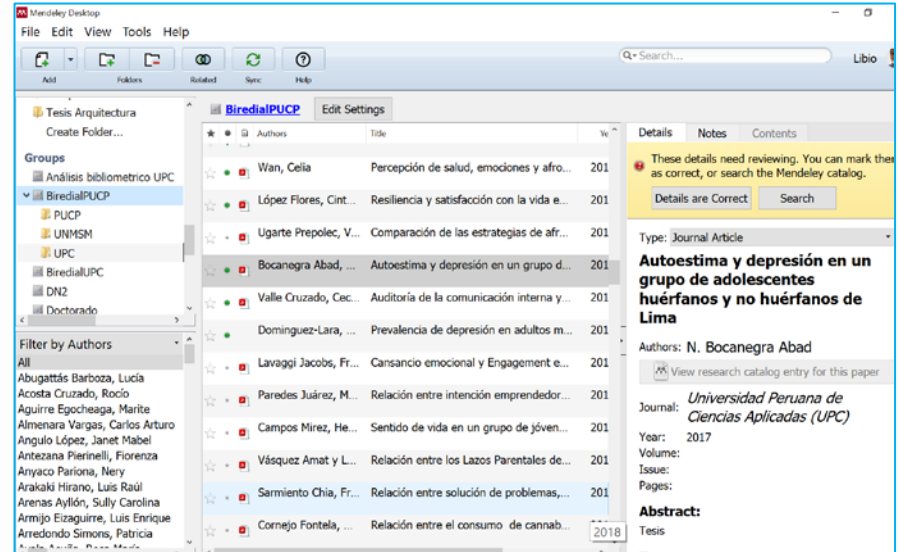 Mendeley Desktop
File Edit View Tools Help
Add Folders Related Sync Help
Search... Libio
Tesis Arquitectura
Create Folder...
Groups
Análisis bibliometrico UPC
BiredialPUCP
PUCP
UNMSM
UPC
BiredialUPC
DN2
Doctorado
Filter by Authors
All
Abugattás Barboza, Lucía
Acosta Cruzado, Rocío
Aguirre Egocheaga, Marite
Almenara Vargas, Carlos Arturo
Angulo López, Janet Mabel
Antezana Pierinelli, Fiorenza
Anyaco Pariona, Nery
Arakaki Hirano, Luis Raúl
Arenas Ayllón, Sully Carolina
Armijo Eizaguirre, Luis Enrique
Arredondo Simons, Patricia
BiredialPUCP Edit Settings
Authors Title Ye
Wan, Celia Percepción de salud, emociones y afro... 201
López Flores, Cint... Resiliencia y satisfacción con la vida e... 201
Ugarte Prepolec, V... Comparación de las estrategias de afr... 201
Bocanegra Abad, ... Autoestima y depresión en un grupo d... 201
Valle Cruzado, Cec... Auditoría de la comunicación interna y... 201
Dominguez-Lara, ... Prevalencia de depresión en adultos m... 201
Lavaggi Jacobs, Fr... Cansancio emocional y Engagement e... 201
Paredes Juárez, M... Relación entre intención emprendedor... 201
Campos Mirez, He... Sentido de vida en un grupo de jóven... 201
Vásquez Amat y L... Relación entre los Lazos Parentales de... 201
Sarmiento Chia, Fr... Relación entre solución de problemas,... 201
Cornejo Fontela, ... Relación entre el consumo de cannab...
2018
Details Notes Contents
These details need reviewing. You can mark them
as correct, or search the Mendeley catalog.
Details are Correct Search
Type: Journal Article
Autoestima y depresión en un
grupo de adolescentes
huérfanos y no huérfanos de
Lima
Authors: N. Bocanegra Abad
View research catalog entry for this paper
Journal: Universidad Peruana de
Ciencias Aplicadas (UPC)
Year: 2017
Volume:
Issue:
Pages:
Abstract:
Tesis